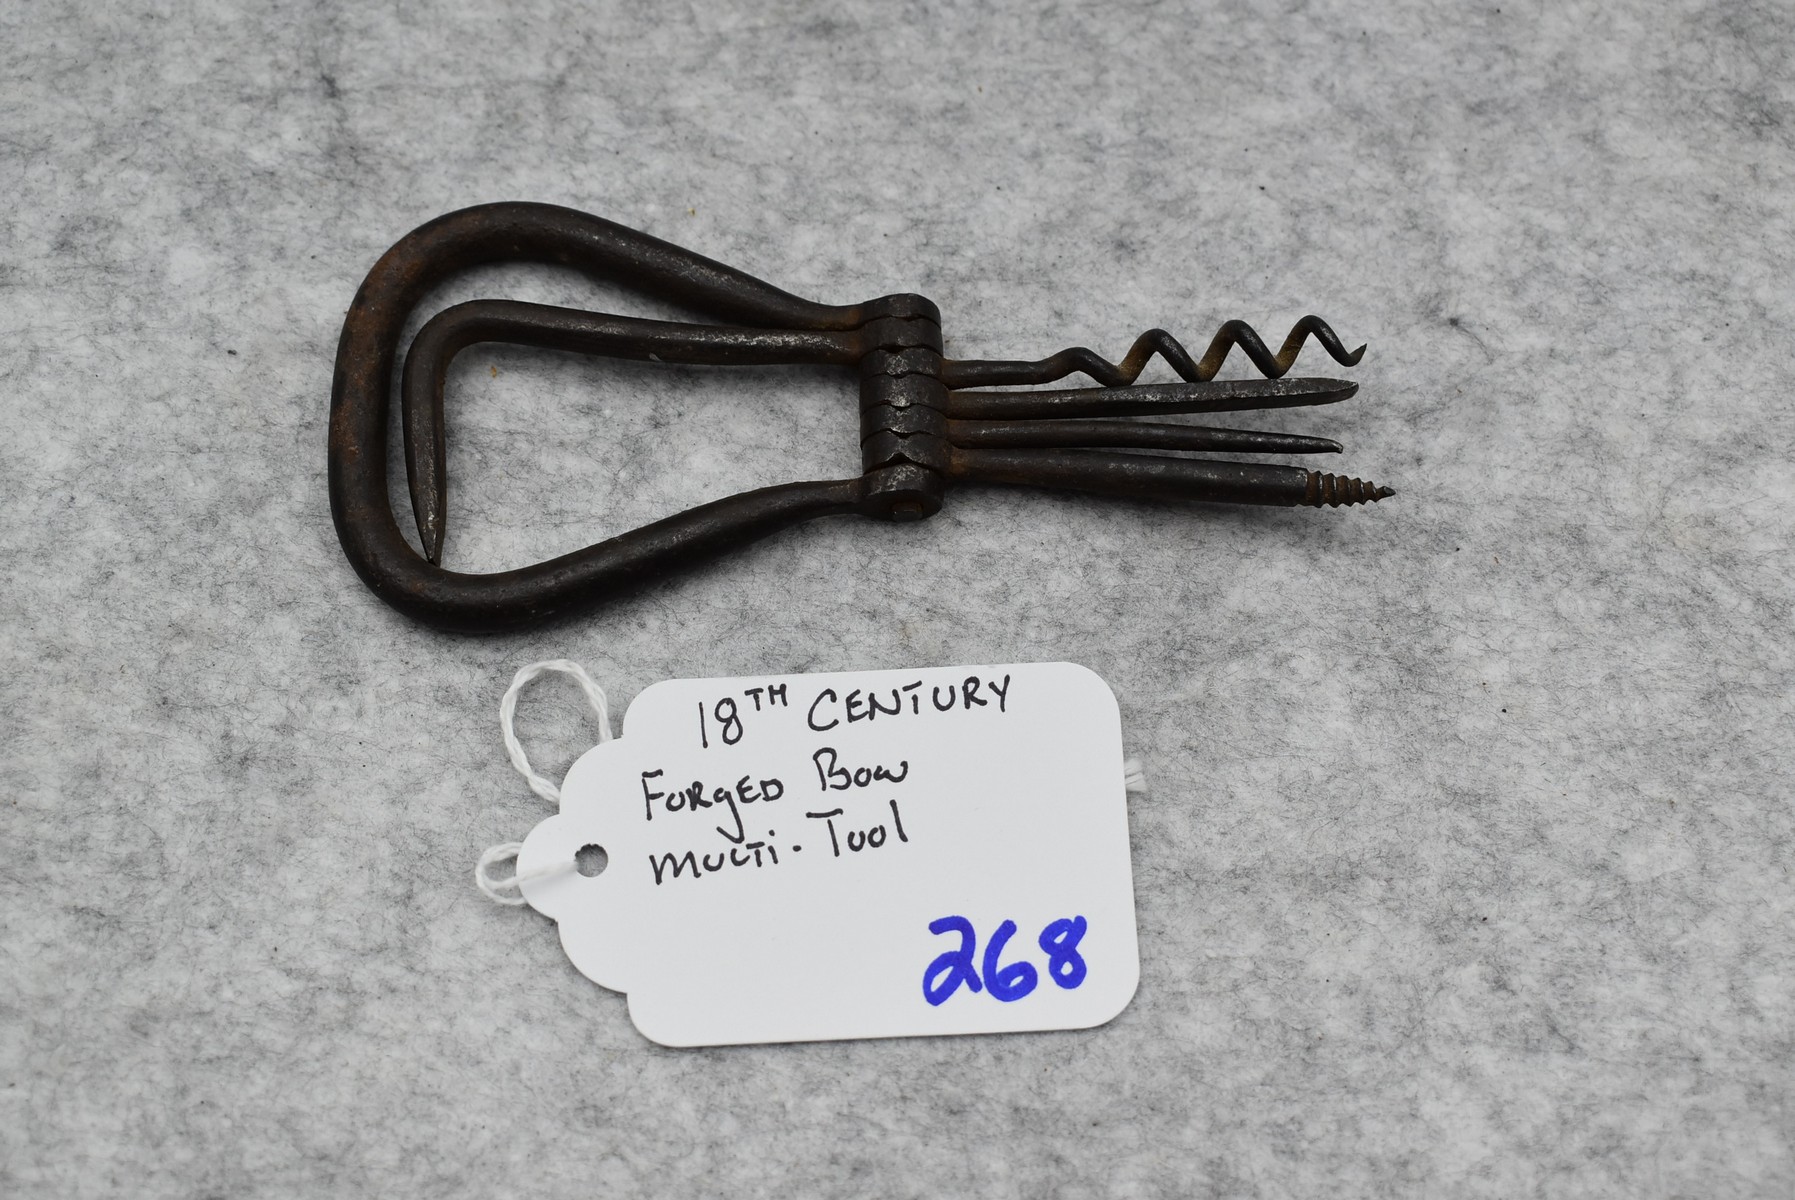 18TH CENTURY
FORGED BOW
MULTI-TOOL
268